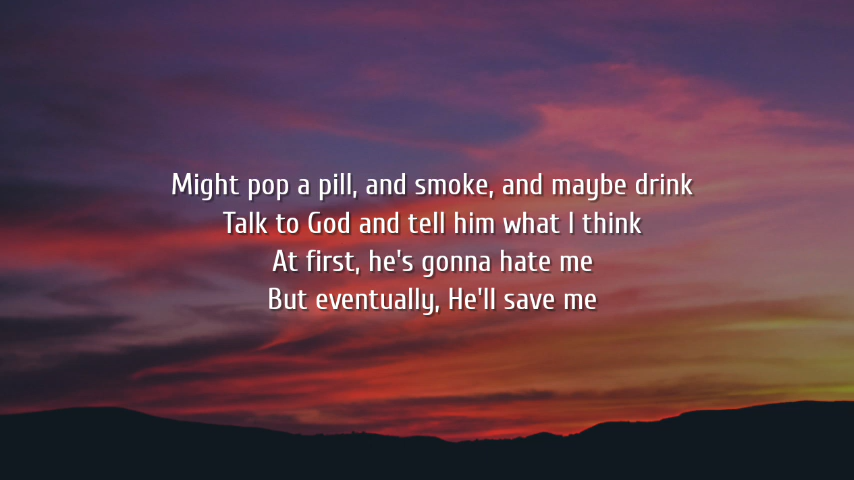 Might pop a pill, and smoke, and maybe drink
Talk to God and tell him what I think
At first, he's gonna hate me
But eventually, He'll save me